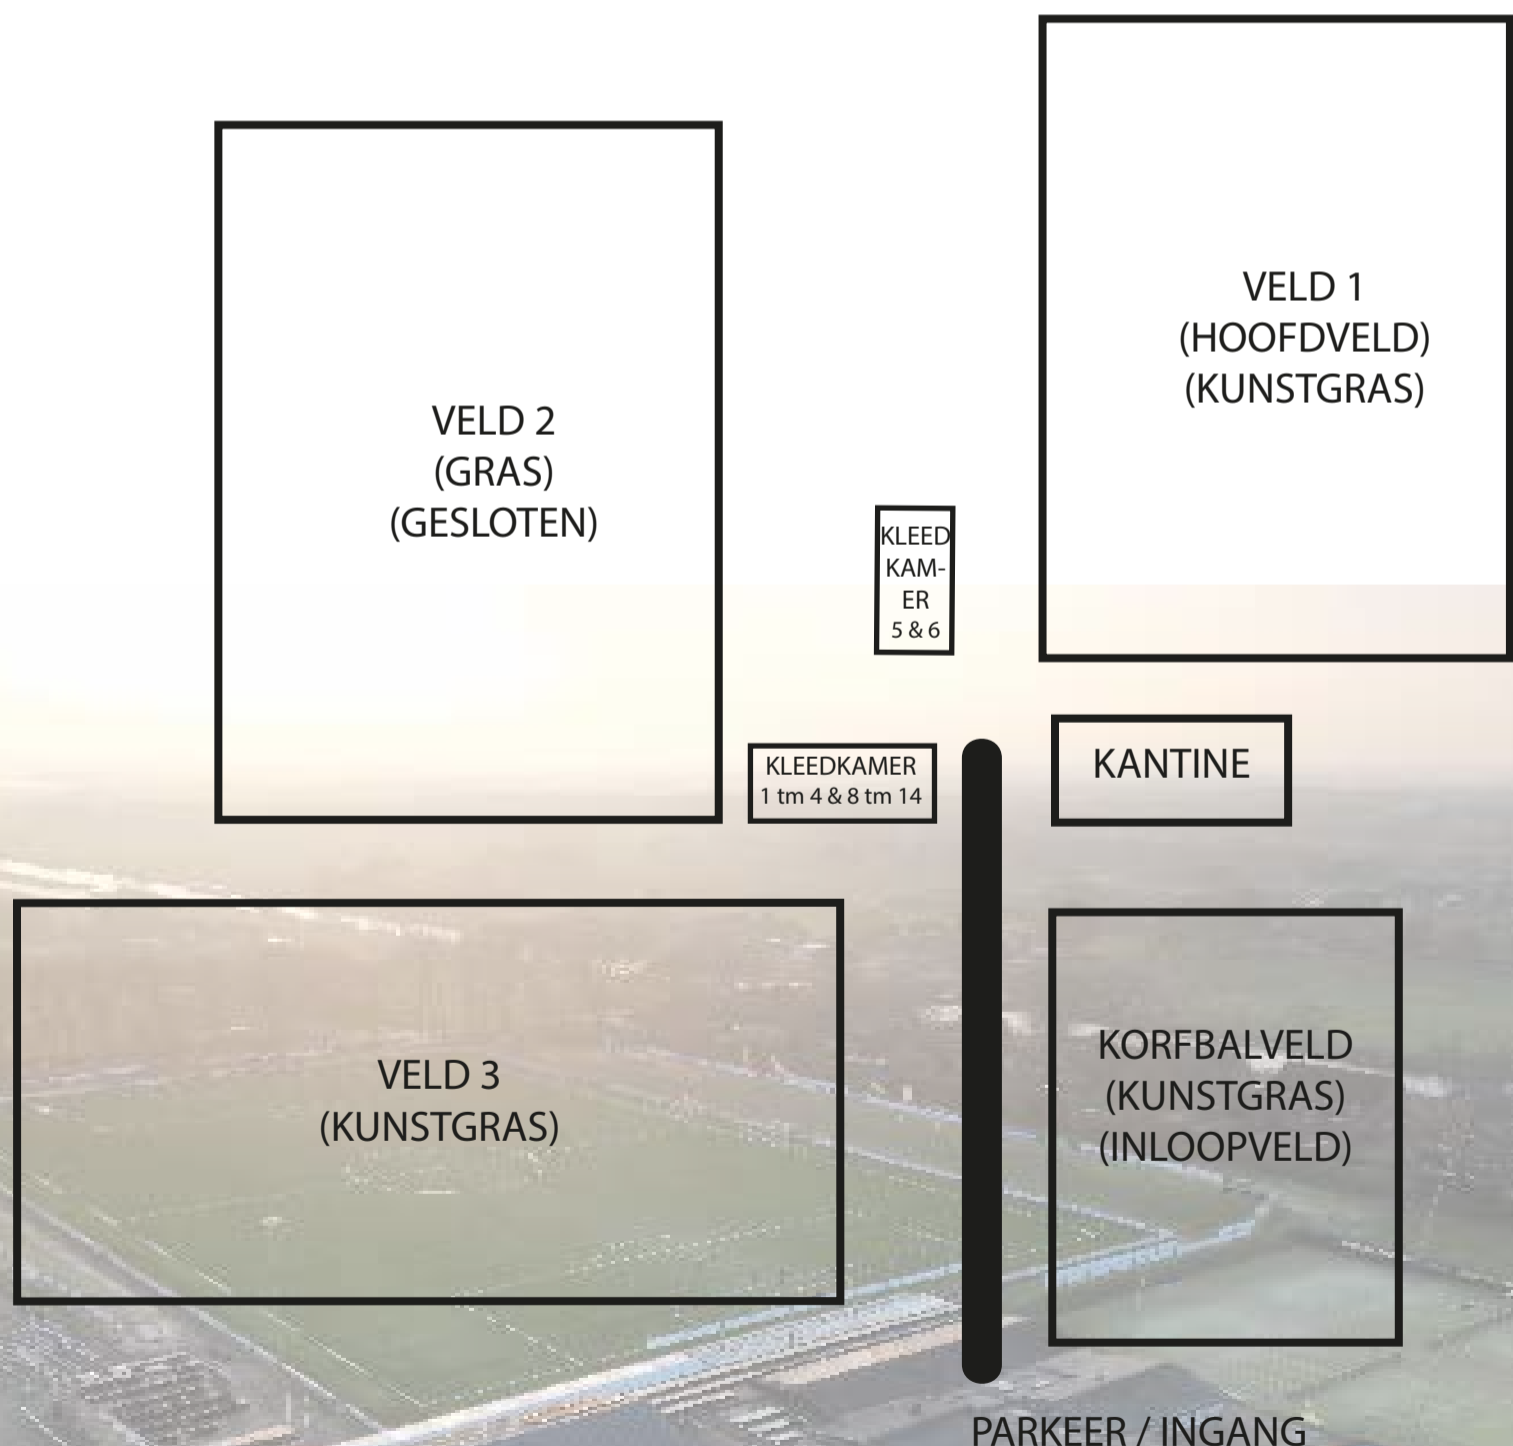 VELD 1
(HOOFDVELD)
(KUNSTGRAS)
VELD 2
(GRAS)
(GESLOTEN)
KLEED
KAM-
ER
5 & 6
KLEEDKAMER
1 tm 4 & 8 tm 14
KANTINE
VELD 3
(KUNSTGRAS)
KORFBALVELD
(KUNSTGRAS)
(INLOOPVELD)
PARKEER / INGANG